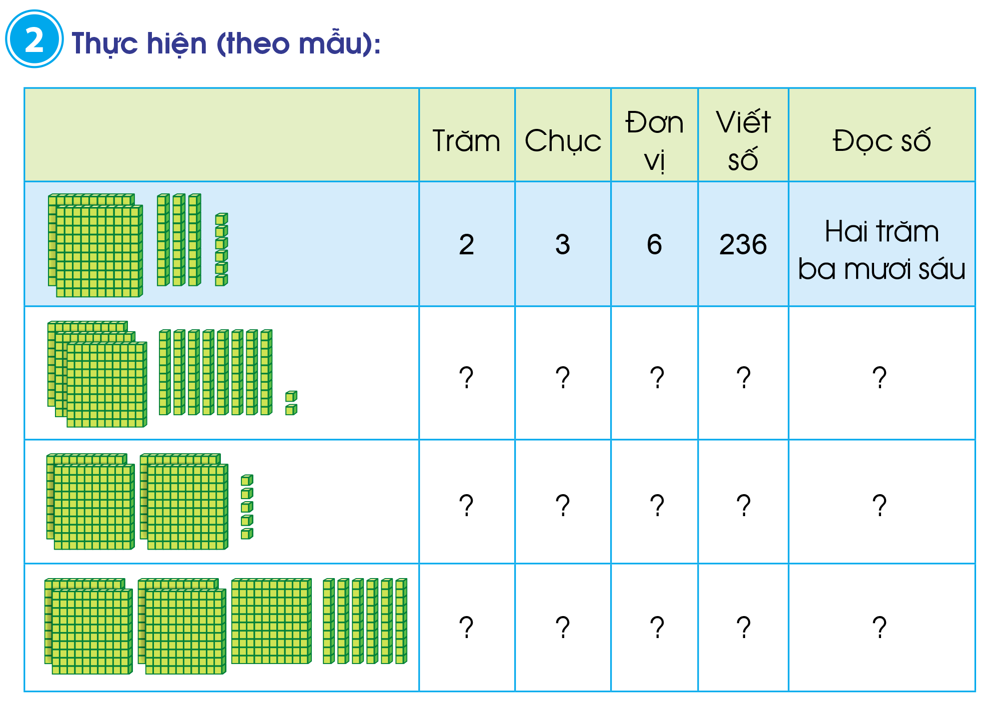 2 Thực hiện (theo mẫu):
Trăm Chục Đơn vị Viết số Đọc số
2 3 6 236 Hai trăm
ba mươi sáu
? ? ? ? ?
? ? ? ? ?
? ? ? ? ?